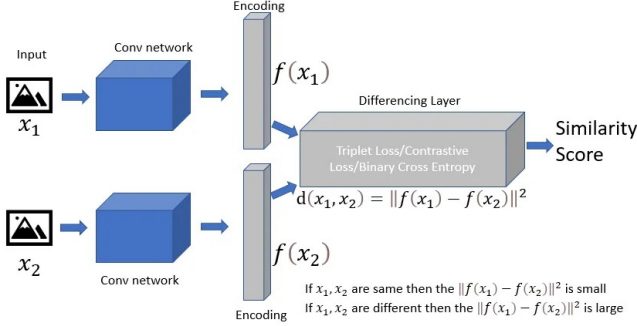 Encoding
Input
Conv network
f(x₁)
x₁
Differencing Layer
Triplet Loss/Contrastive
Loss/Binary Cross Entropy
Similarity
Score
d(x₁, x₂) = ‖f(x₁) − f(x₂)‖²
x₂
Conv network
f(x₂)
Encoding
If x₁, x₂ are same then the ‖f(x₁) − f(x₂)‖² is small
If x₁, x₂ are different then the ‖f(x₁) − f(x₂)‖² is large